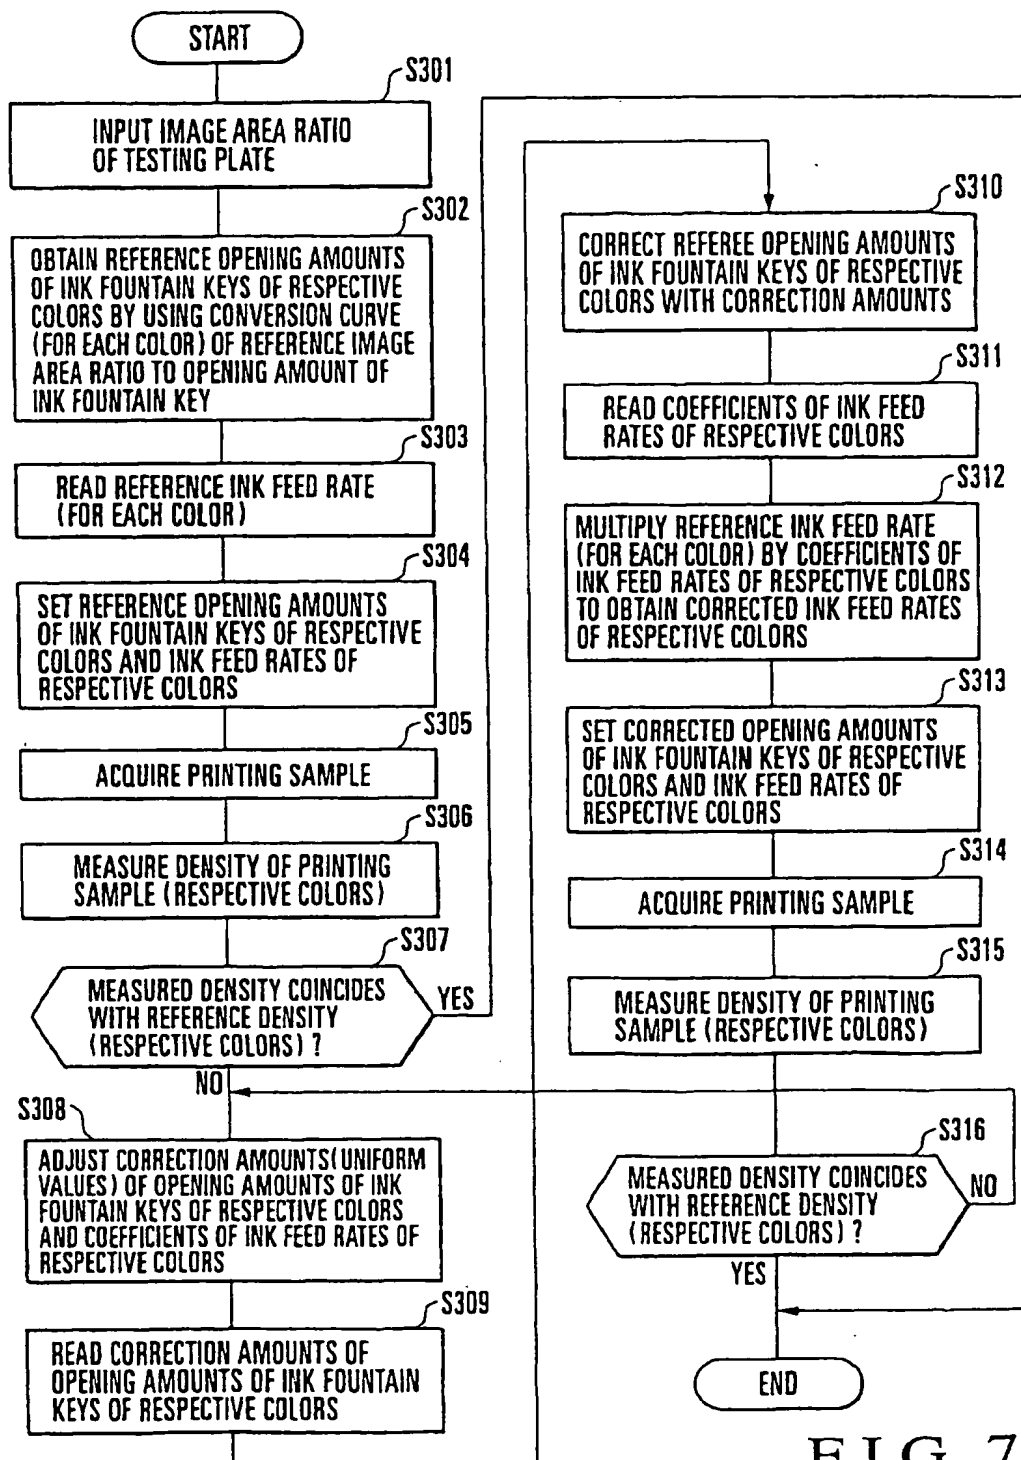 START
S301
INPUT IMAGE AREA RATIO
OF TESTING PLATE
S302
OBTAIN REFERENCE OPENING AMOUNTS
OF INK FOUNTAIN KEYS OF RESPECTIVE
COLORS BY USING CONVERSION CURVE
(FOR EACH COLOR) OF REFERENCE IMAGE
AREA RATIO TO OPENING AMOUNT OF
INK FOUNTAIN KEY
S303
READ REFERENCE INK FEED RATE
(FOR EACH COLOR)
S304
SET REFERENCE OPENING AMOUNTS
OF INK FOUNTAIN KEYS OF RESPECTIVE
COLORS AND INK FEED RATES OF
RESPECTIVE COLORS
S305
ACQUIRE PRINTING SAMPLE
S306
MEASURE DENSITY OF PRINTING
SAMPLE (RESPECTIVE COLORS)
S307
MEASURED DENSITY COINCIDES
WITH REFERENCE DENSITY
(RESPECTIVE COLORS) ?
YES
NO
S308
ADJUST CORRECTION AMOUNTS(UNIFORM
VALUES) OF OPENING AMOUNTS OF INK
FOUNTAIN KEYS OF RESPECTIVE COLORS
AND COEFFICIENTS OF INK FEED RATES OF
RESPECTIVE COLORS
S309
READ CORRECTION AMOUNTS OF
OPENING AMOUNTS OF INK FOUNTAIN
KEYS OF RESPECTIVE COLORS
S310
CORRECT REFEREE OPENING AMOUNTS
OF INK FOUNTAIN KEYS OF RESPECTIVE
COLORS WITH CORRECTION AMOUNTS
S311
READ COEFFICIENTS OF INK FEED
RATES OF RESPECTIVE COLORS
S312
MULTIPLY REFERENCE INK FEED RATE
(FOR EACH COLOR) BY COEFFICIENTS OF
INK FEED RATES OF RESPECTIVE COLORS
TO OBTAIN CORRECTED INK FEED RATES
OF RESPECTIVE COLORS
S313
SET CORRECTED OPENING AMOUNTS
OF INK FOUNTAIN KEYS OF RESPECTIVE
COLORS AND INK FEED RATES OF
RESPECTIVE COLORS
S314
ACQUIRE PRINTING SAMPLE
S315
MEASURE DENSITY OF PRINTING
SAMPLE (RESPECTIVE COLORS)
S316
MEASURED DENSITY COINCIDES
WITH REFERENCE DENSITY
(RESPECTIVE COLORS) ?
NO
YES
END
FIG. 7